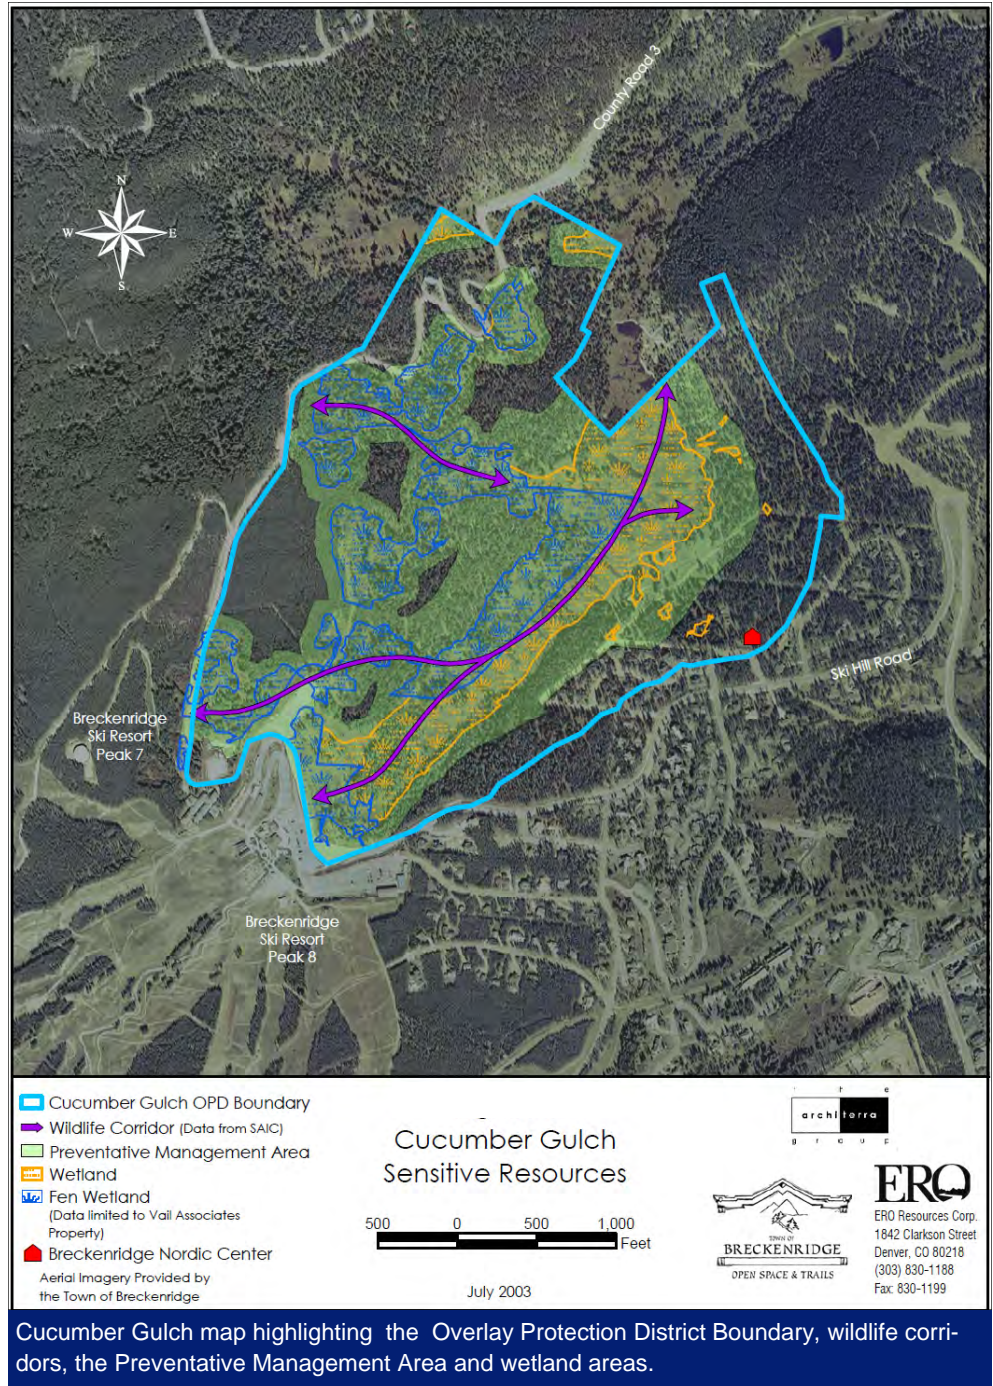 County Road 3
N
W
E
S
Ski Hill Road
Breckenridge
Ski Resort
Peak 7
Breckenridge
Ski Resort
Peak 8
Cucumber Gulch OPD Boundary
Wildlife Corridor (Data from SAIC)
Preventative Management Area
Wetland
Fen Wetland
(Data limited to Vail Associates
Property)
Breckenridge Nordic Center
Aerial Imagery Provided by
the Town of Breckenridge
Cucumber Gulch
Sensitive Resources
500 0 500 1,000
Feet
July 2003
t h e
architerra
g r o u p
TOWN OF
BRECKENRIDGE
OPEN SPACE & TRAILS
ERO
ERO Resources Corp.
1842 Clarkson Street
Denver, CO 80218
(303) 830-1188
Fax: 830-1199
Cucumber Gulch map highlighting the Overlay Protection District Boundary, wildlife corri-
dors, the Preventative Management Area and wetland areas.